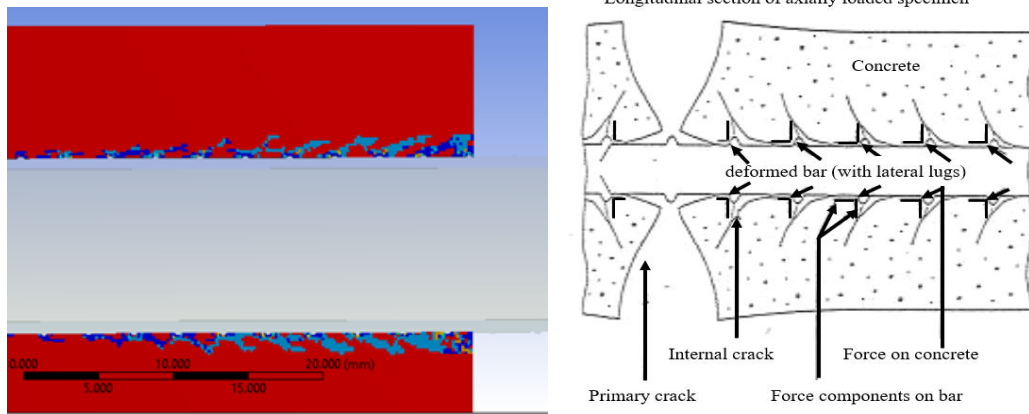 Longitudinal section of axially loaded specimen
Concrete
deformed bar (with lateral lugs)
0.000 10.000 20.000 (mm)
5.000 15.000
Internal crack
Force on concrete
Primary crack
Force components on bar